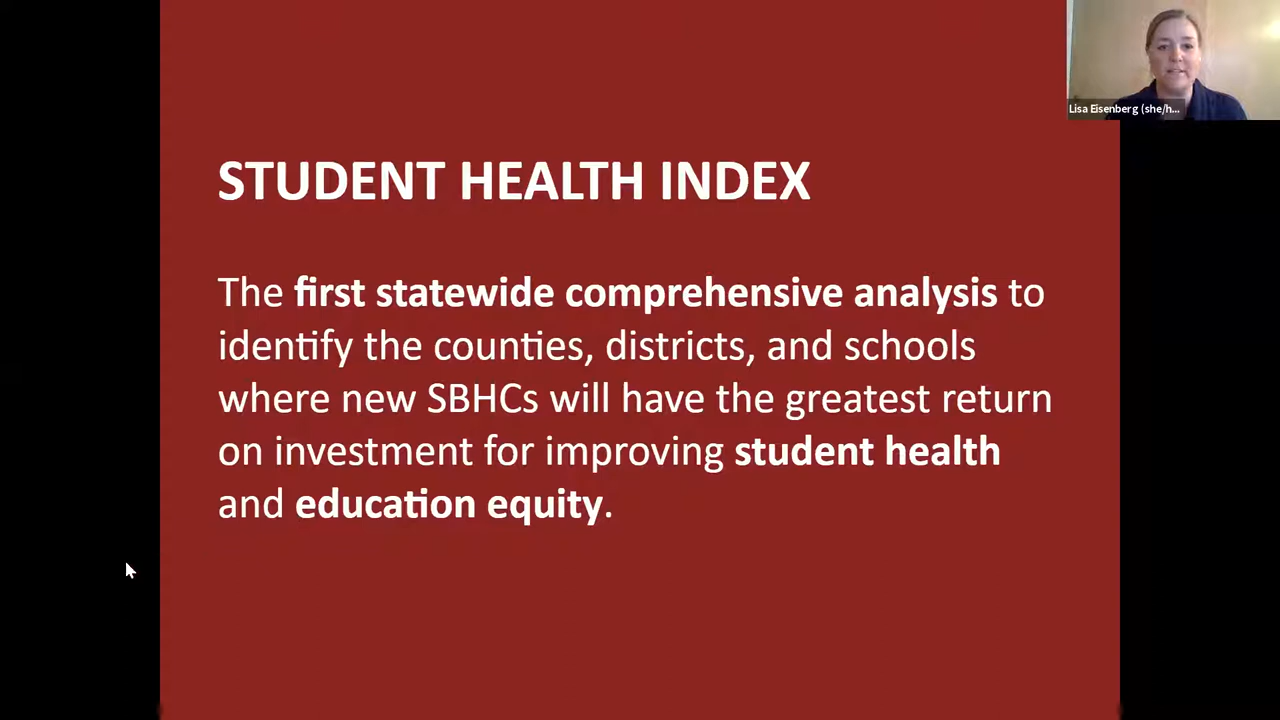 Lisa Eisenberg (she/h...
STUDENT HEALTH INDEX
The first statewide comprehensive analysis to
identify the counties, districts, and schools
where new SBHCs will have the greatest return
on investment for improving student health
and education equity.